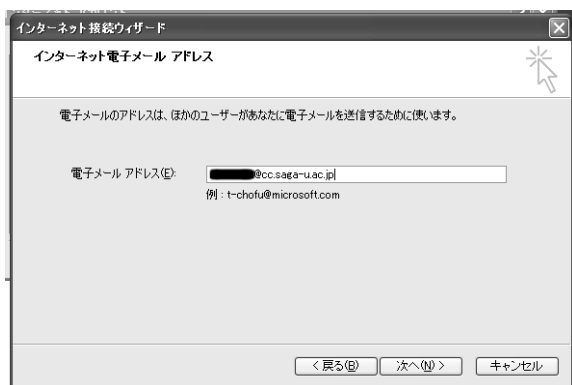 インターネット接続ウィザード
インターネット電子メール アドレス
電子メールのアドレスは、ほかのユーザーがあなたに電子メールを送信するために使います。
電子メール アドレス(E):
@cc.saga-u.ac.jp
例 : t-chofu@microsoft.com
< 戻る(B)
次へ(N) >
キャンセル